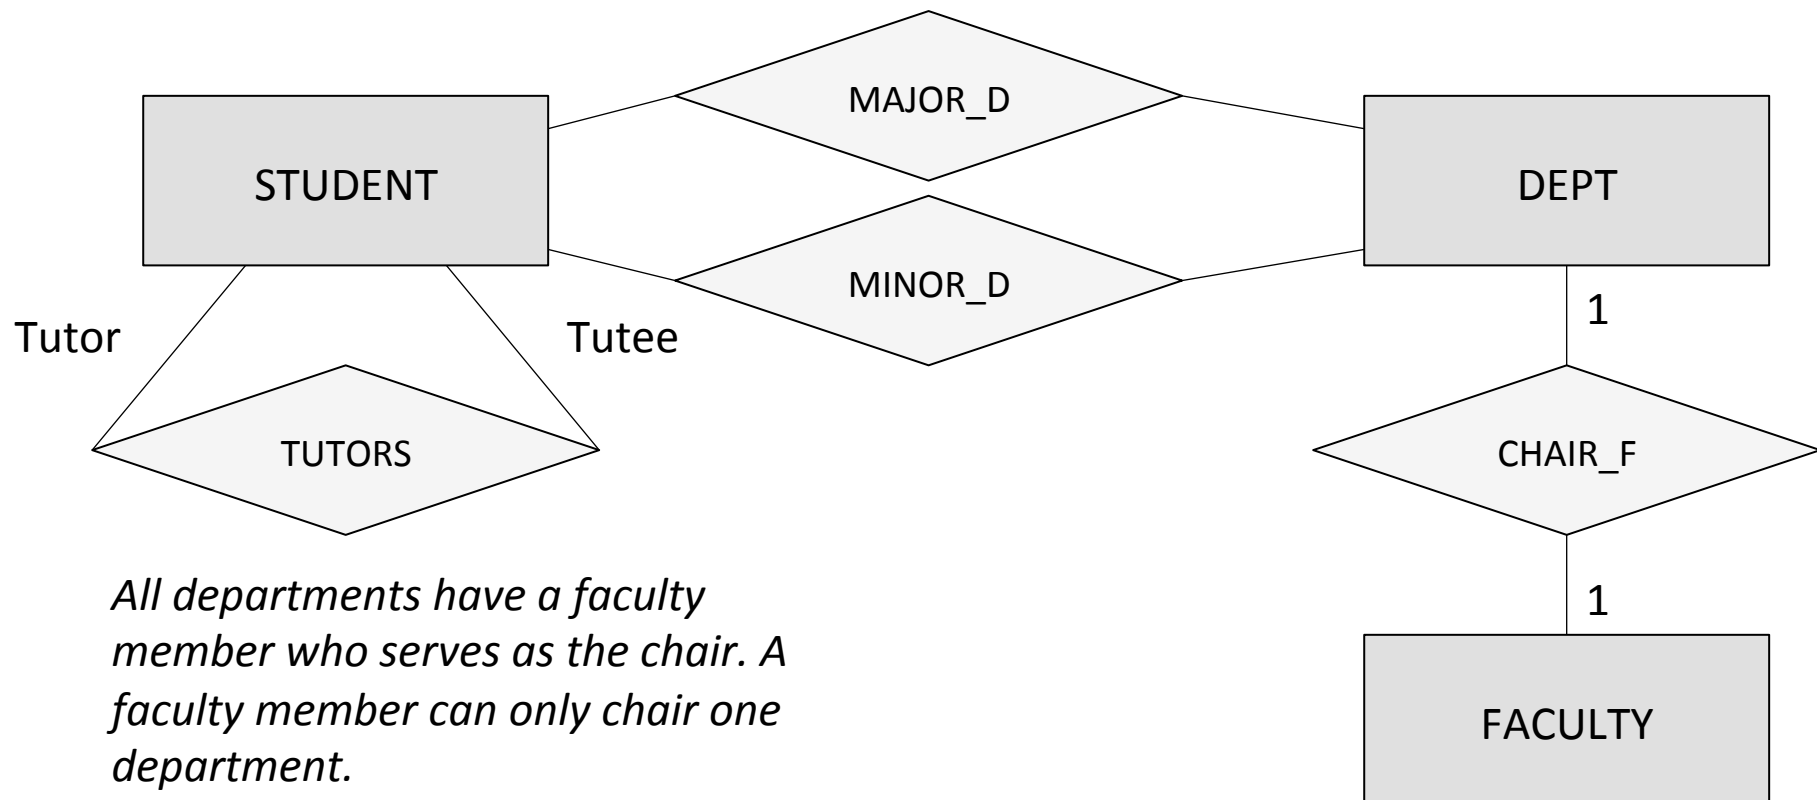 MAJOR_D
STUDENT
DEPT
MINOR_D
1
Tutor
Tutee
TUTORS
CHAIR_F
All departments have a faculty
member who serves as the chair. A
faculty member can only chair one
department.
1
FACULTY